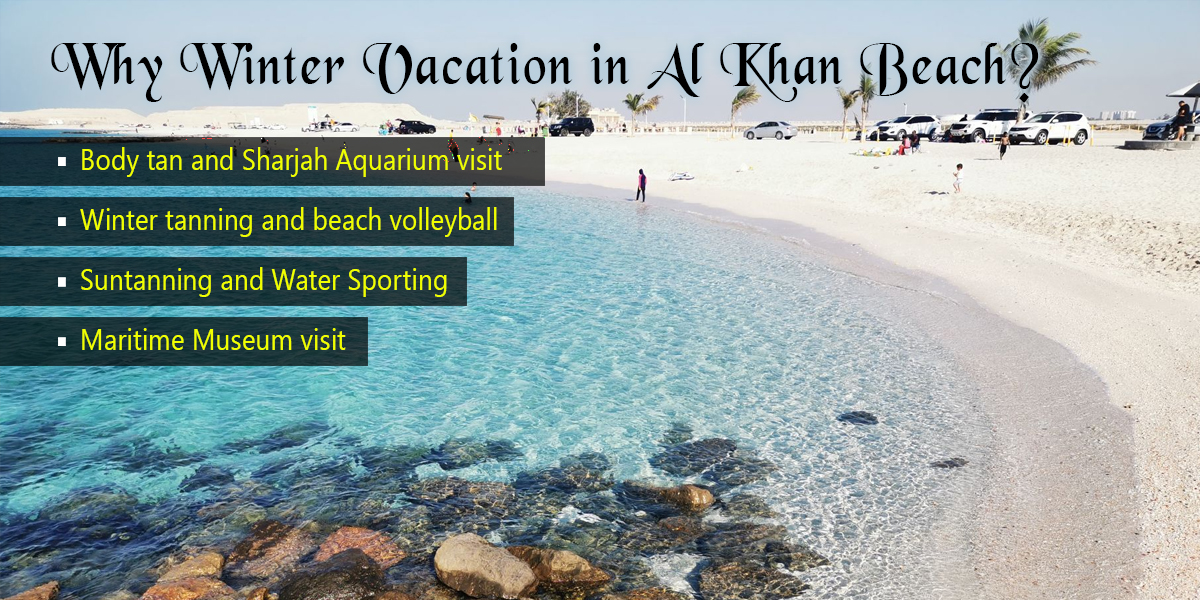 Why Winter Vacation in Al Khan Beach?
▪ Body tan and Sharjah Aquarium visit
▪ Winter tanning and beach volleyball
▪ Suntanning and Water Sporting
▪ Maritime Museum visit